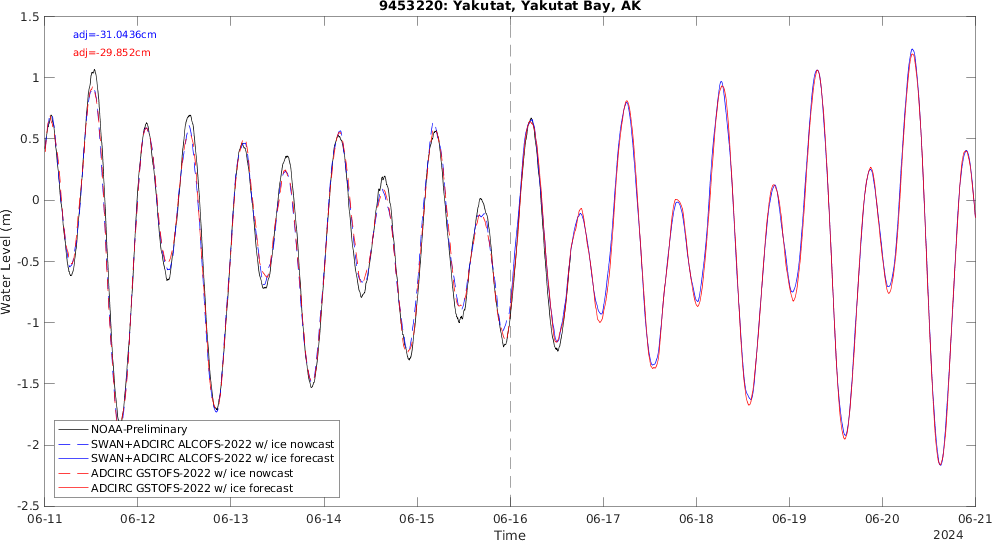 9453220: Yakutat, Yakutat Bay, AK
adj=-31.0436cm
adj=-29.852cm
1.5
1
0.5
0
-0.5
-1
-1.5
-2
-2.5
Water Level (m)
NOAA-Preliminary
SWAN+ADCIRC ALCOFS-2022 w/ ice nowcast
SWAN+ADCIRC ALCOFS-2022 w/ ice forecast
ADCIRC GSTOFS-2022 w/ ice nowcast
ADCIRC GSTOFS-2022 w/ ice forecast
06-11 06-12 06-13 06-14 06-15 06-16 06-17 06-18 06-19 06-20 06-21
Time
2024